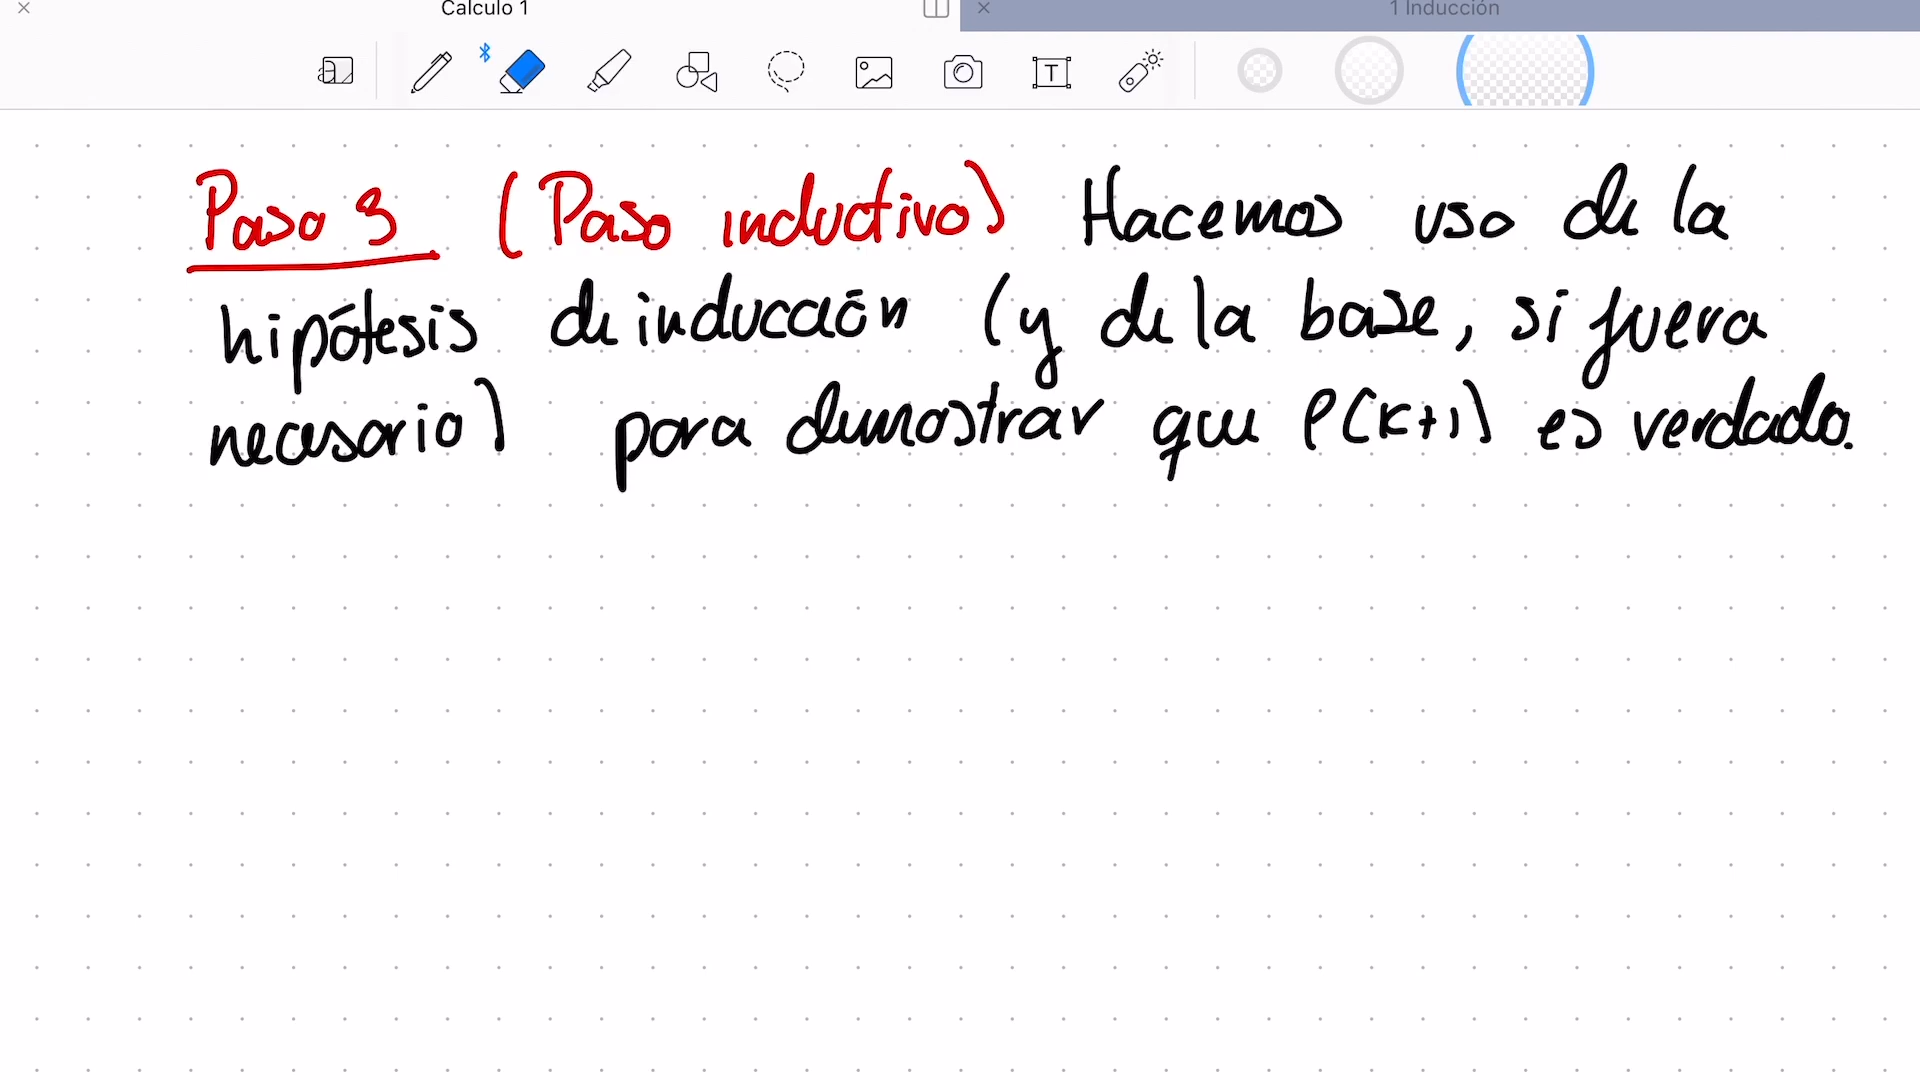 Calculo 1
1 Inducción
Paso 3 (Paso inductivo) Hacemos uso de la
hipótesis de inducción (y de la base, si fuera
necesario) para demostrar que P(k+1) es verdado.